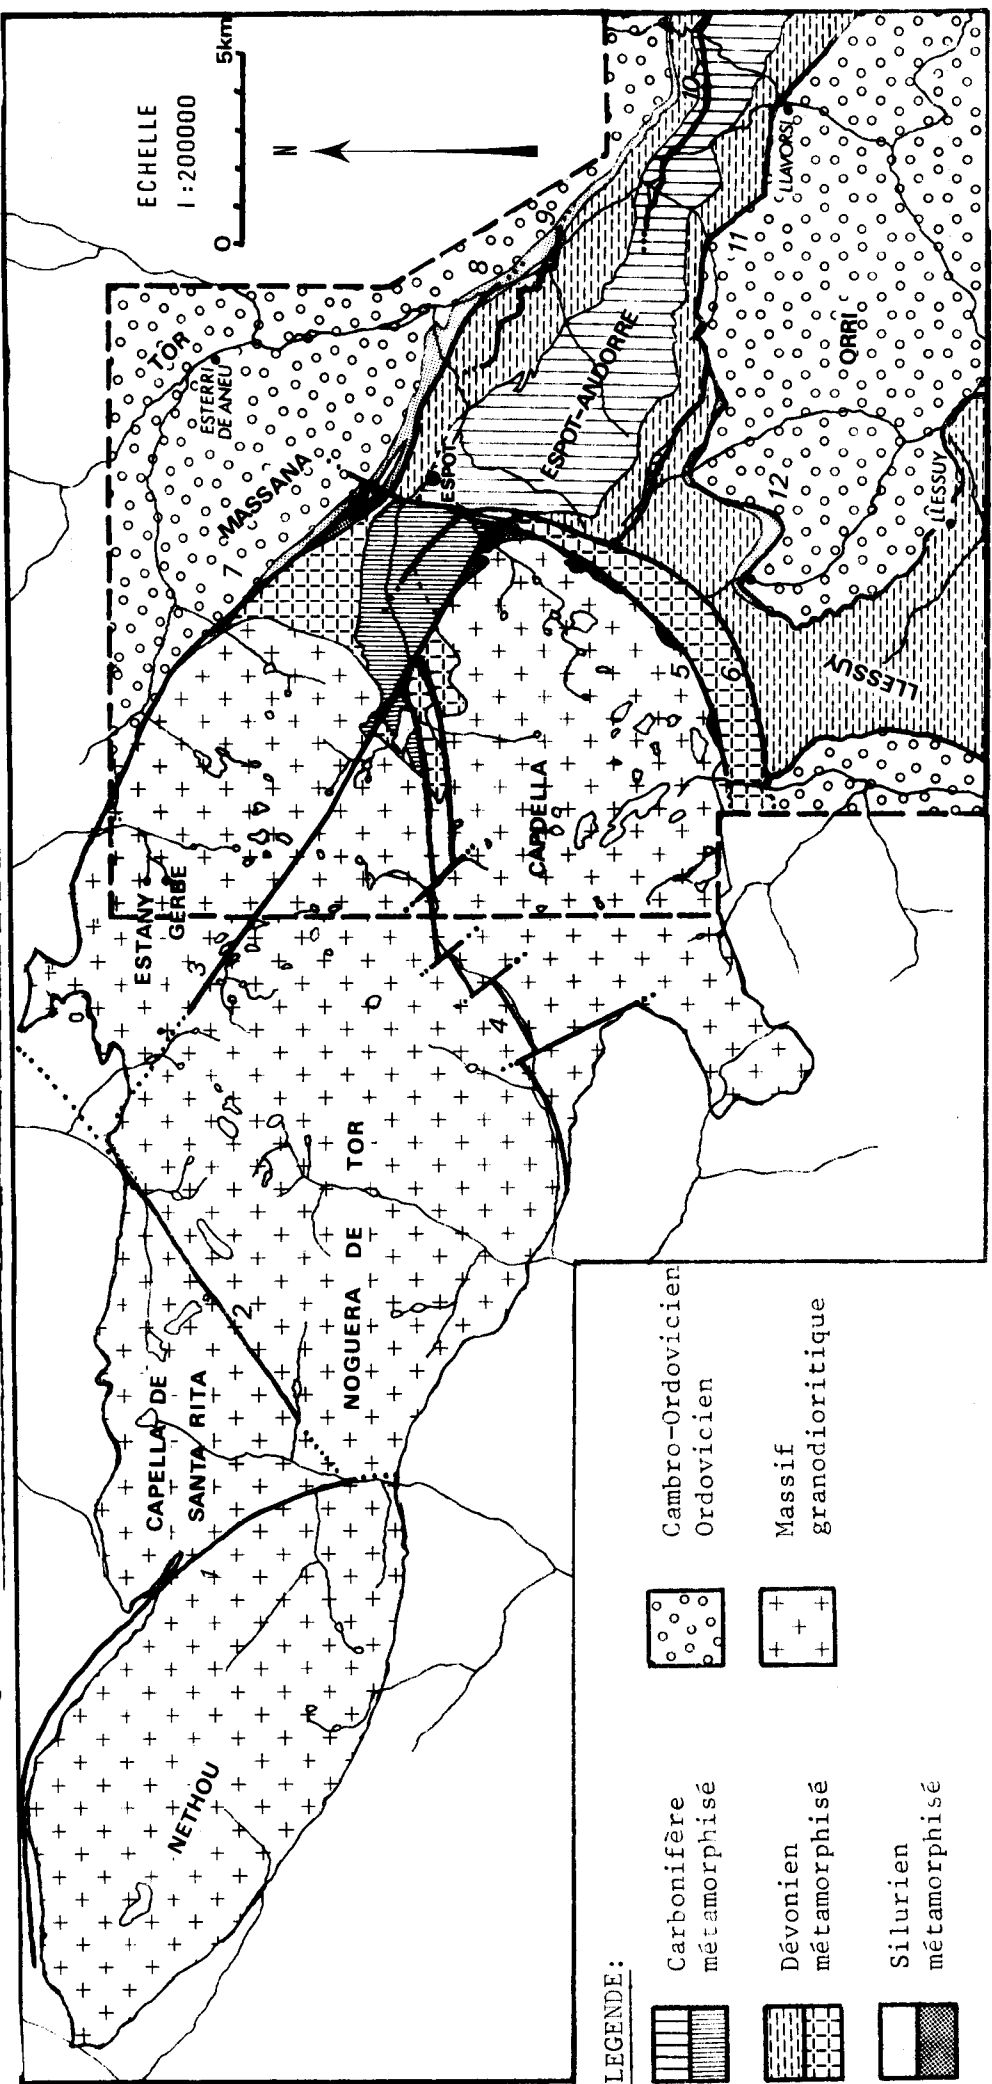 ECHELLE
1:200000
0
5km
N
TOR
ESTERRI
DE ANEU
MASSANA
ESTANY
GERBE
ESPOT
ESPOT-ANDORRE
LLAVORSI
ORRI
LLESSUY
LLESSUY
CAPDELLA
NOGUERA DE TOR
CAPELLA DE
SANTA RITA
NETHOU
1
2
3
4
5
6
7
8
9
10
11
12
LEGENDE:
Carbonifère
métamorphisé
Dévonien
métamorphisé
Silurien
métamorphisé
Cambro-Ordovicien
Ordovicien
Massif
granodioritique